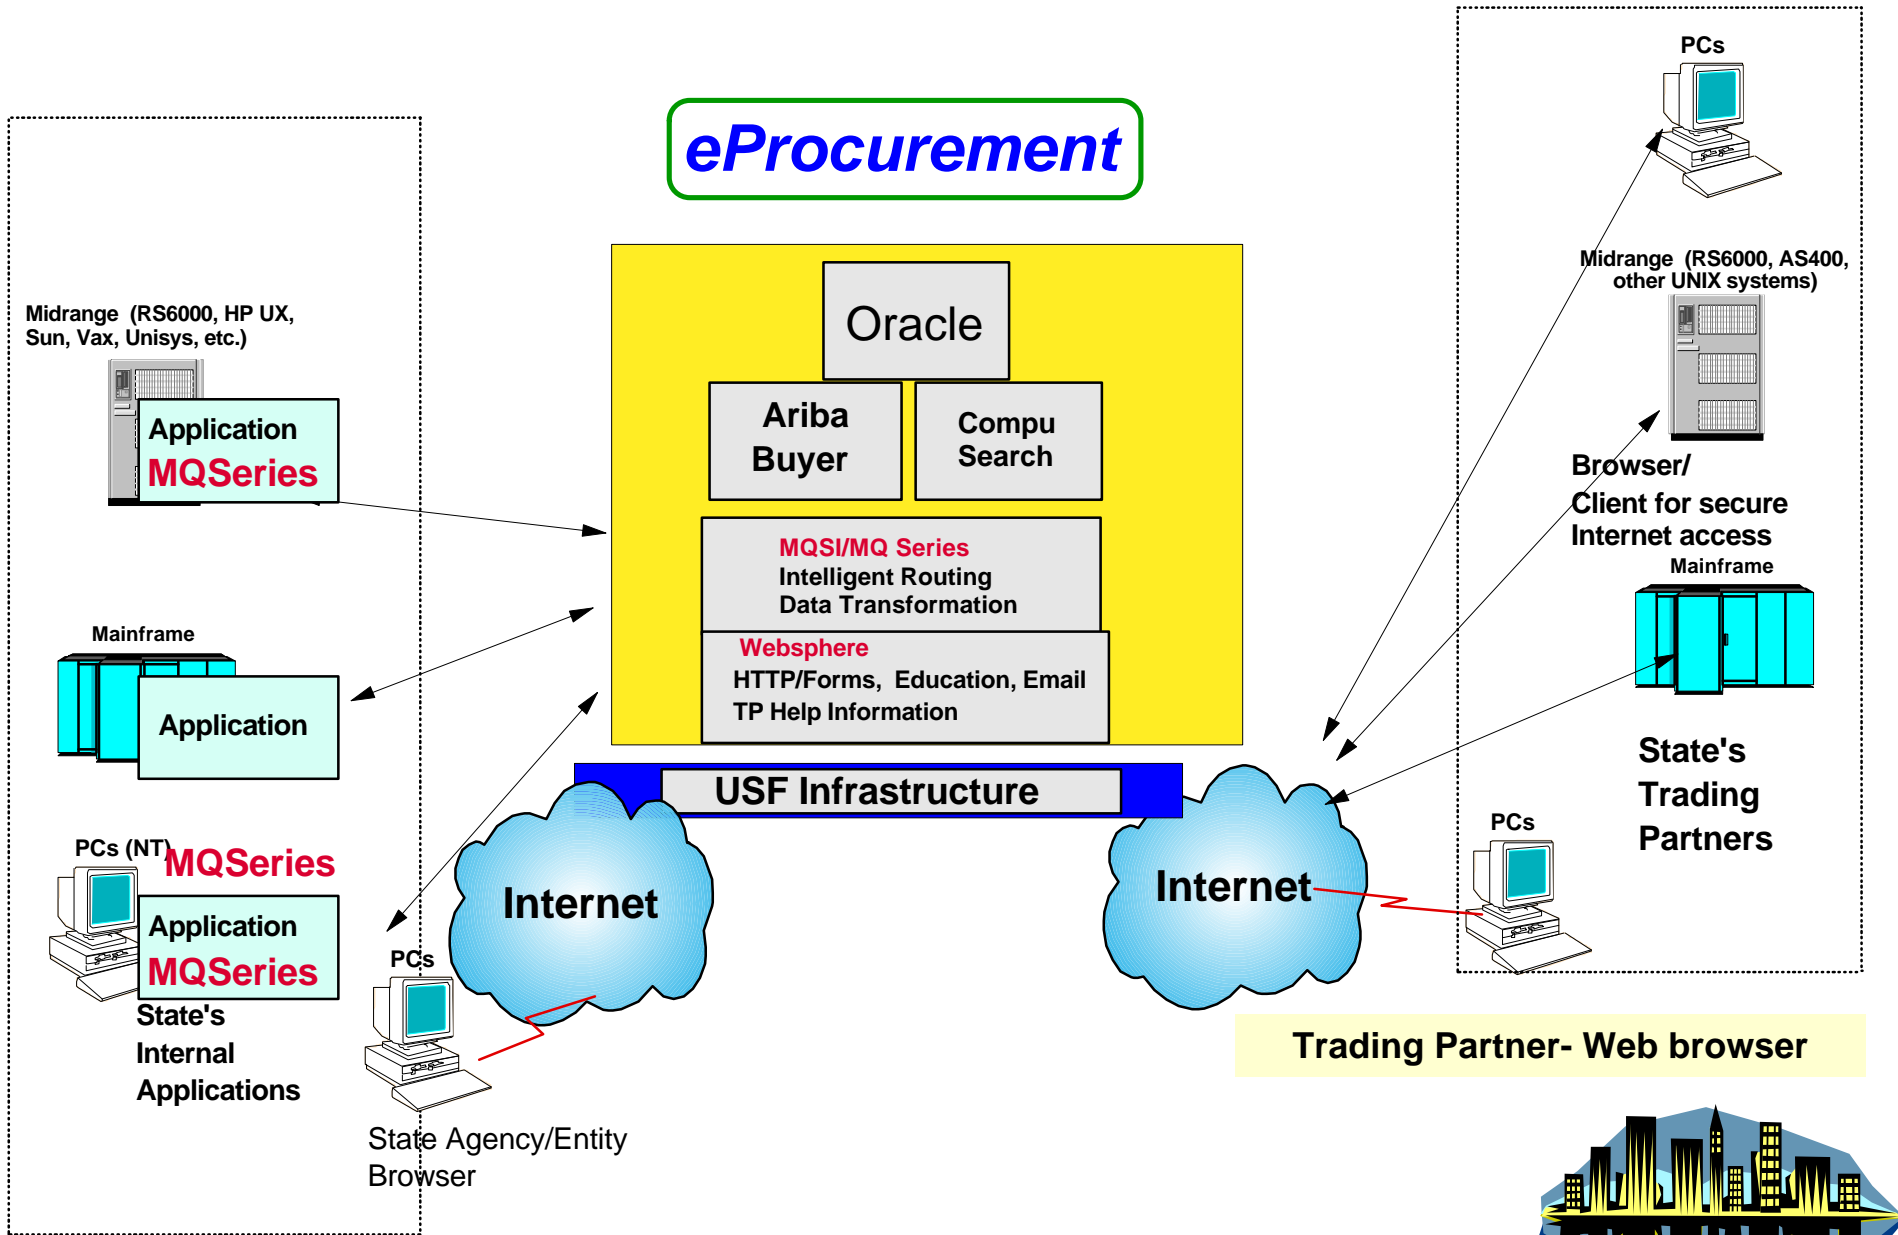 eProcurement
Midrange (RS6000, HP UX,
Sun, Vax, Unisys, etc.)
Application
MQSeries
Mainframe
Application
PCs (NT)
MQSeries
Application
MQSeries
State's
Internal
Applications
PCs
State Agency/Entity
Browser
Oracle
Ariba
Buyer
Compu
Search
MQSI/MQ Series
Intelligent Routing
Data Transformation
Websphere
HTTP/Forms, Education, Email
TP Help Information
USF Infrastructure
Internet
Internet
PCs
Midrange (RS6000, AS400,
other UNIX systems)
Browser/
Client for secure
Internet access
Mainframe
State's
Trading
Partners
PCs
Trading Partner- Web browser